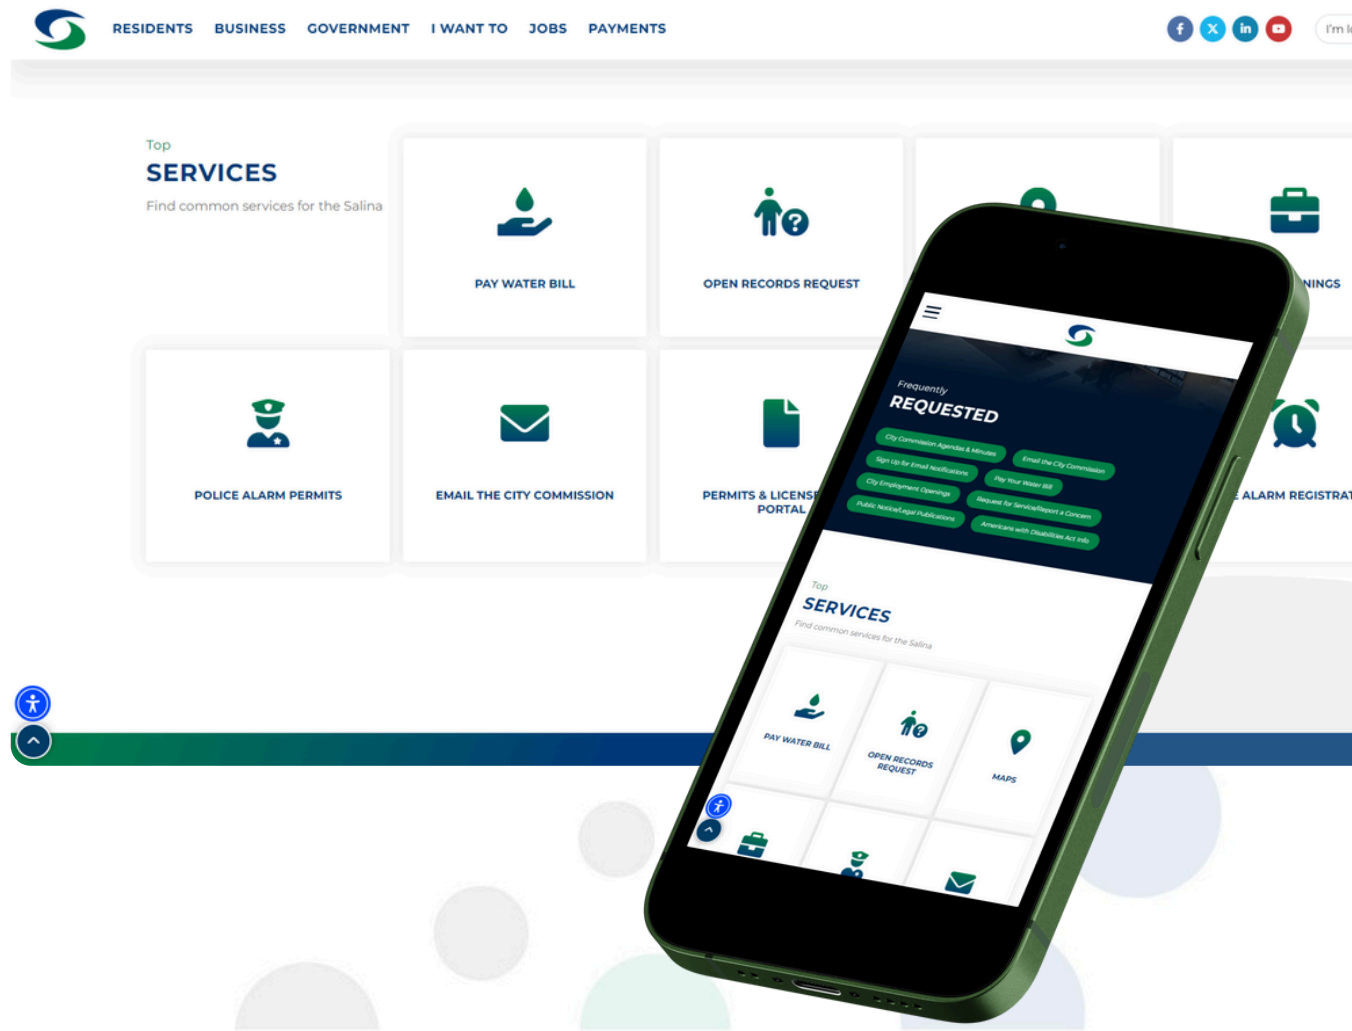 RESIDENTS BUSINESS GOVERNMENT I WANT TO JOBS PAYMENTS
I'm lo
Top
SERVICES
Find common services for the Salina
PAY WATER BILL
OPEN RECORDS REQUEST
NINGS
POLICE ALARM PERMITS
EMAIL THE CITY COMMISSION
PERMITS & LICENSE
PORTAL
ALARM REGISTRAT
Frequently
REQUESTED
City Commission Agendas & Minutes
Email the City Commission
Sign Up for Email Notifications
Pay Your Water Bill
City Employment Openings
Request for Service/Report a Concern
Public Notice/Legal Publications
Americans with Disabilities Act Info
Top
SERVICES
Find common services for the Salina
PAY WATER BILL
OPEN RECORDS
REQUEST
MAPS